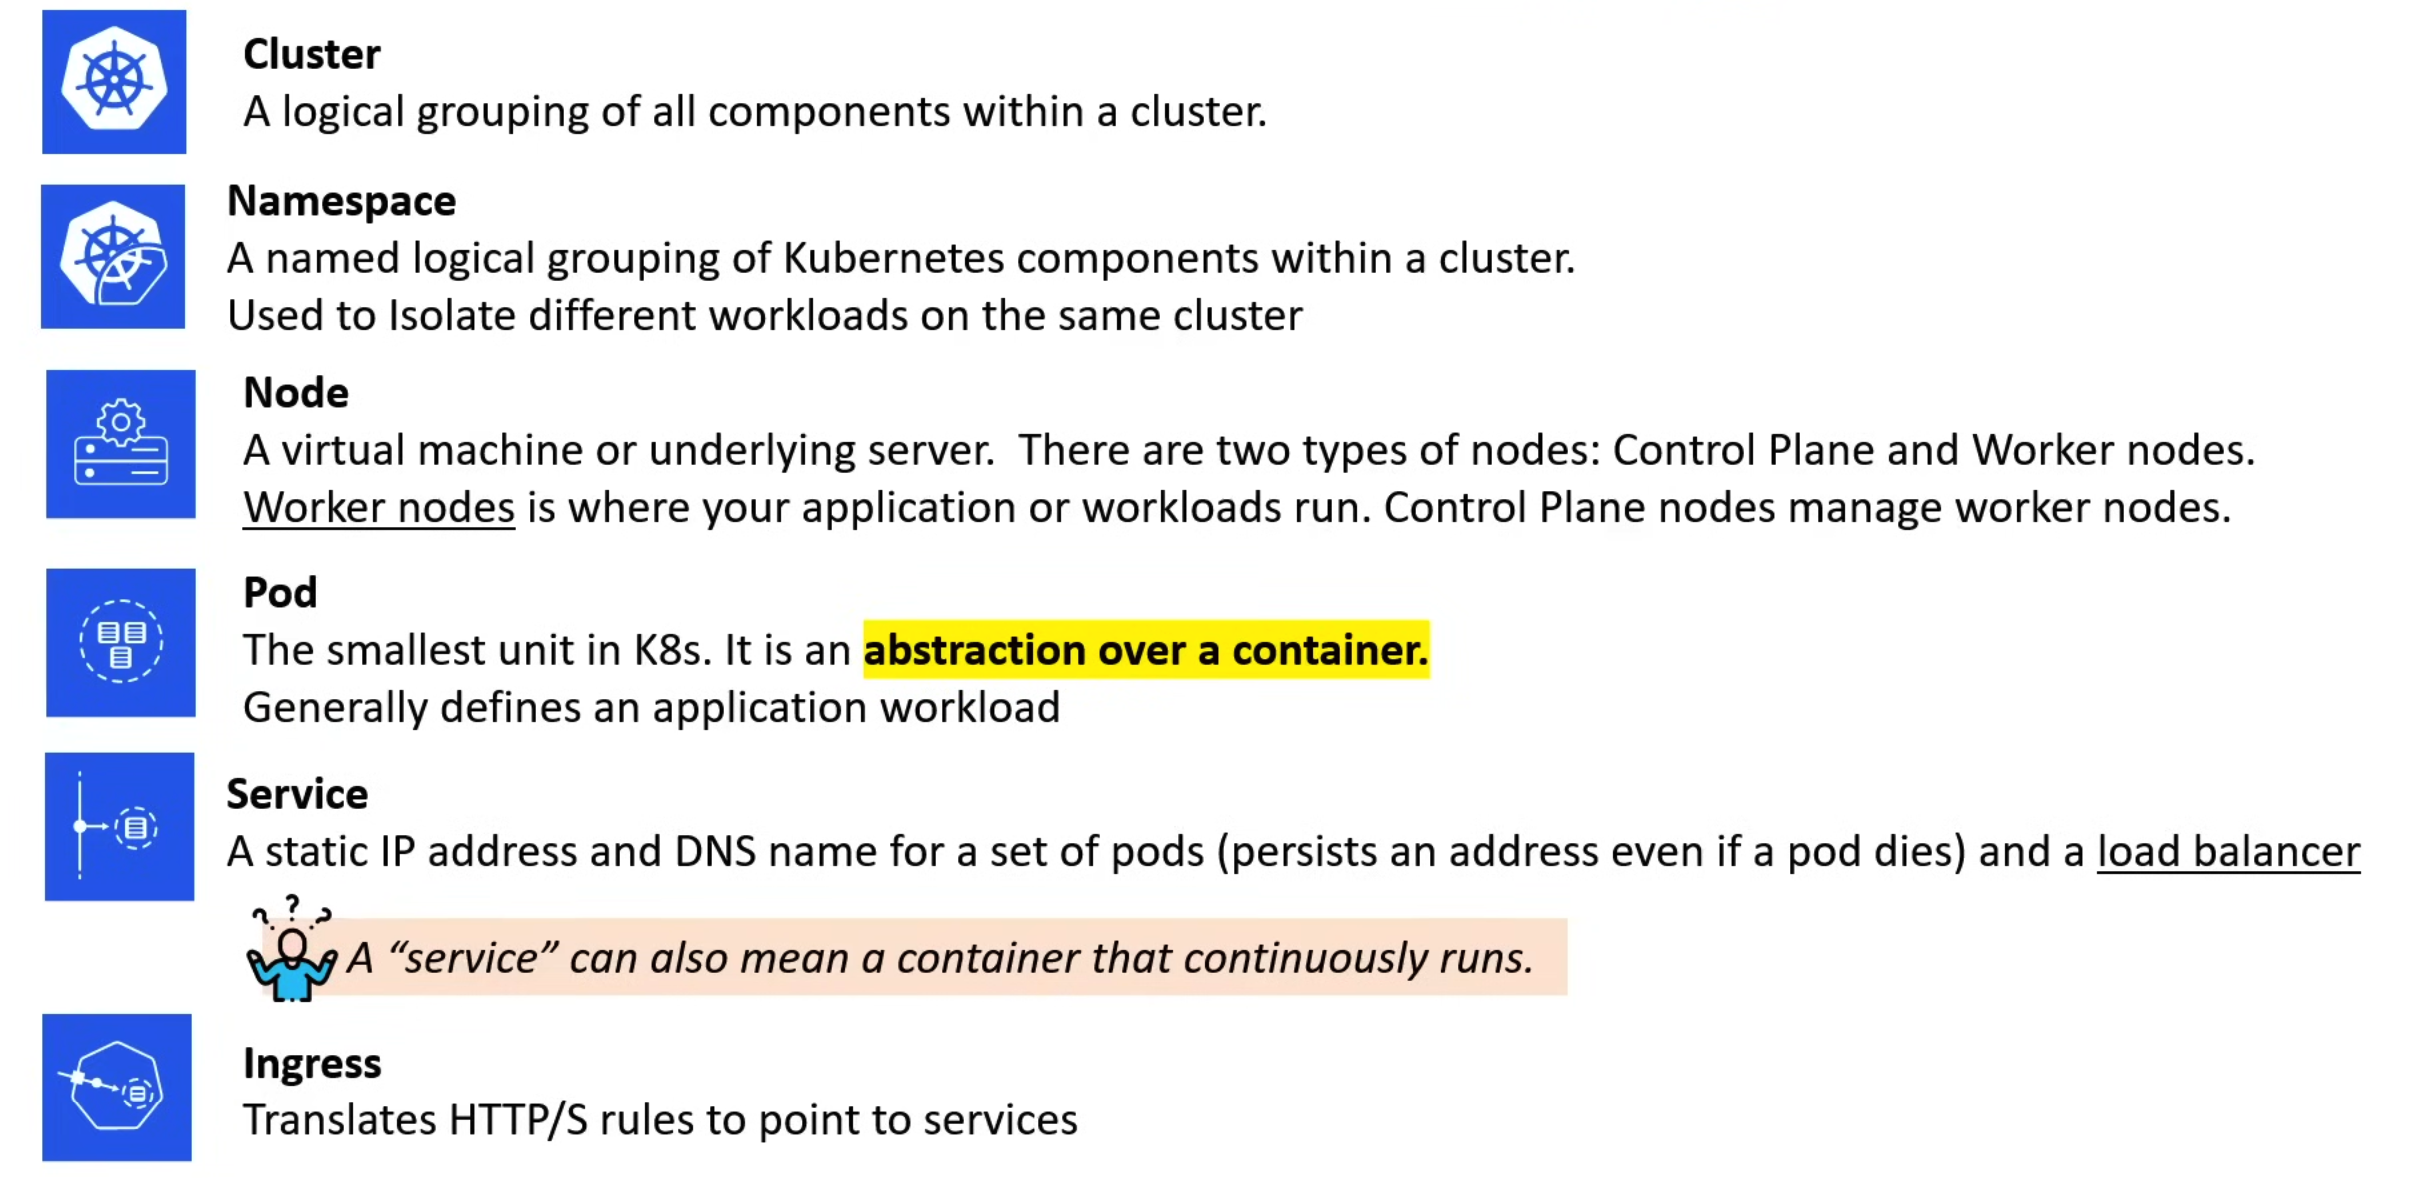 Cluster
A logical grouping of all components within a cluster.
Namespace
A named logical grouping of Kubernetes components within a cluster.
Used to Isolate different workloads on the same cluster
Node
A virtual machine or underlying server.  There are two types of nodes: Control Plane and Worker nodes.
Worker nodes is where your application or workloads run. Control Plane nodes manage worker nodes.
Pod
The smallest unit in K8s. It is an abstraction over a container.
Generally defines an application workload
Service
A static IP address and DNS name for a set of pods (persists an address even if a pod dies) and a load balancer
? ? ?
A “service” can also mean a container that continuously runs.
Ingress
Translates HTTP/S rules to point to services